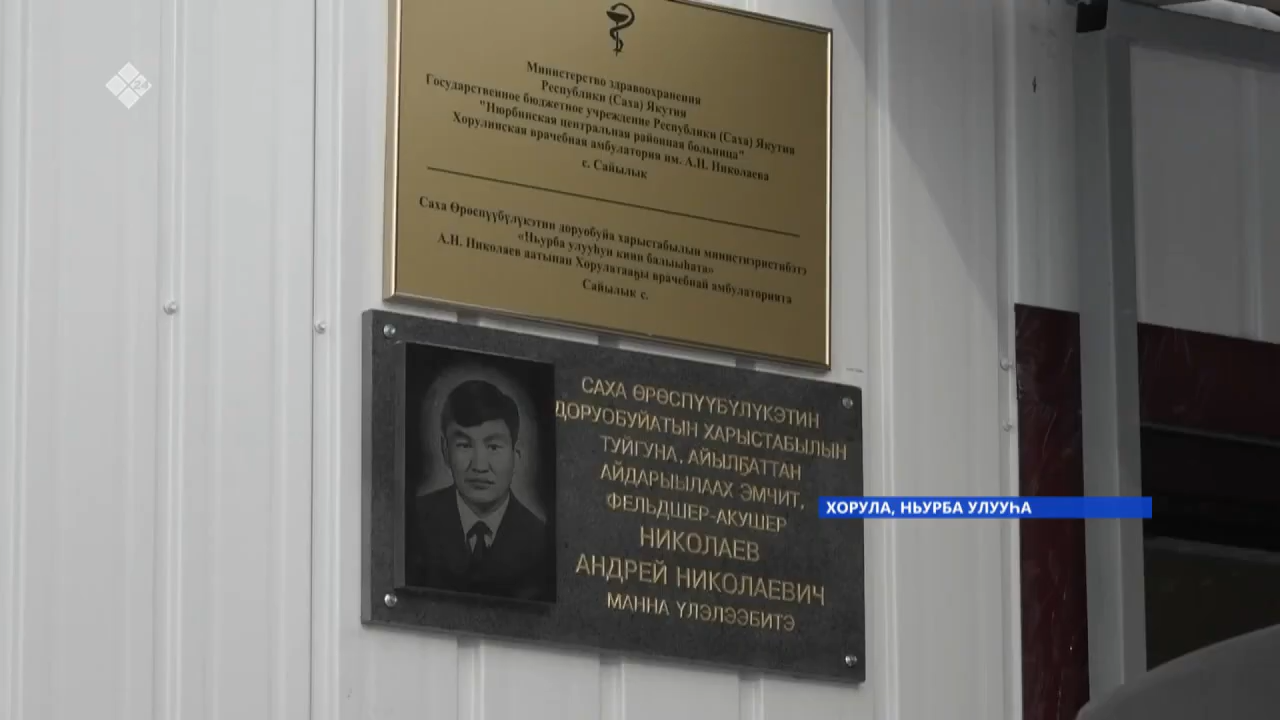 Министерство здравоохранения
Республики (Саха) Якутия
Государственное бюджетное учреждение Республики (Саха) Якутия
"Нюрбинская центральная районная больница"
Хорулинская врачебная амбулатория им. А.Н. Николаева
с. Сайылык
Саха Өрөспүүбүлүкэтин доруобуйа харыстабылын министиэристибэтэ
«Ньурба улууһун киин балыыһата»
А.Н. Николаев аатынан Хорулатааҕы врачебнай амбулаторията
Сайылык с.
САХА ӨРӨСПҮҮБҮЛҮКЭТИН
ДОРУОБУЙАТЫН ХАРЫСТАБЫЛЫН
ТУЙГУНА, АЙЫЛҔАТТАН
АЙДАРЫЫЛААХ ЭМЧИТ,
ФЕЛЬДШЕР-АКУШЕР
НИКОЛАЕВ
АНДРЕЙ НИКОЛАЕВИЧ
МАННА ҮЛЭЛЭЭБИТЭ
ХОРУЛА, НЬУРБА УЛУУҺА
24